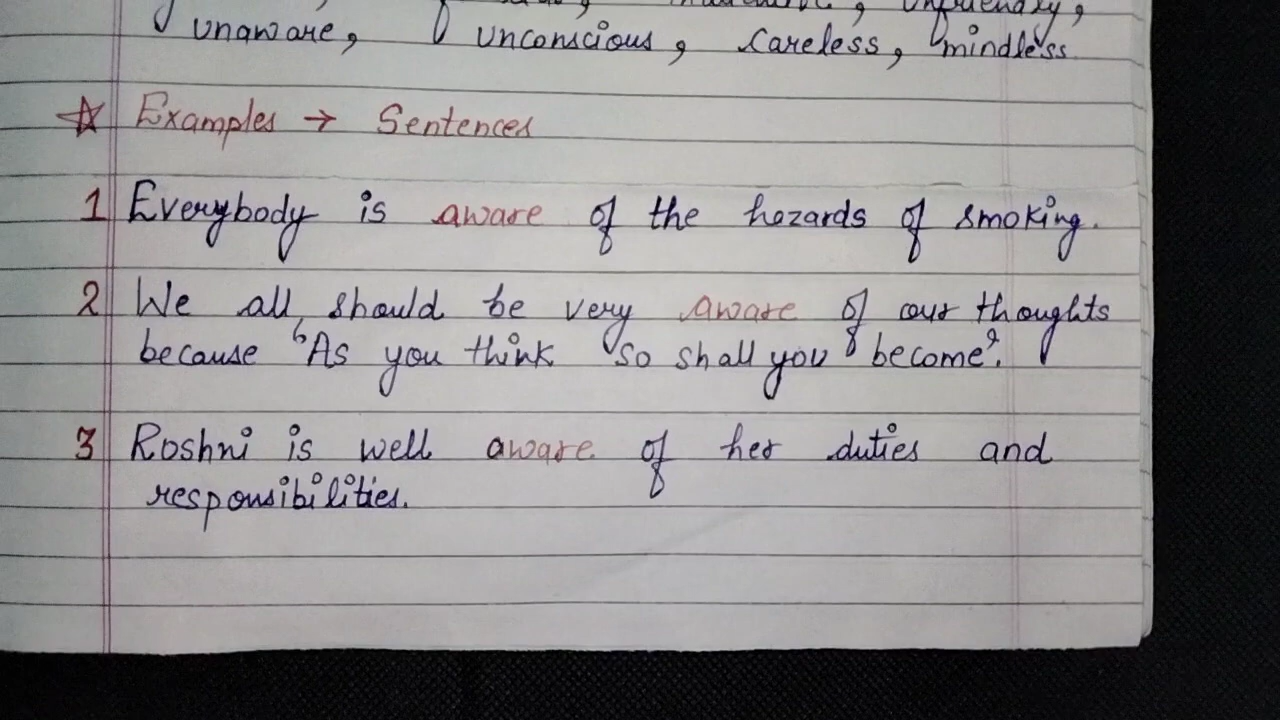 unfriendly,
unaware, unconscious, careless, mindless
☆ Examples → Sentences
1 Everybody is aware of the hazards of smoking.
2 We all should be very aware of our thoughts
because 'As you think so shall you become'.
3 Roshni is well aware of her duties and
responsibilities.